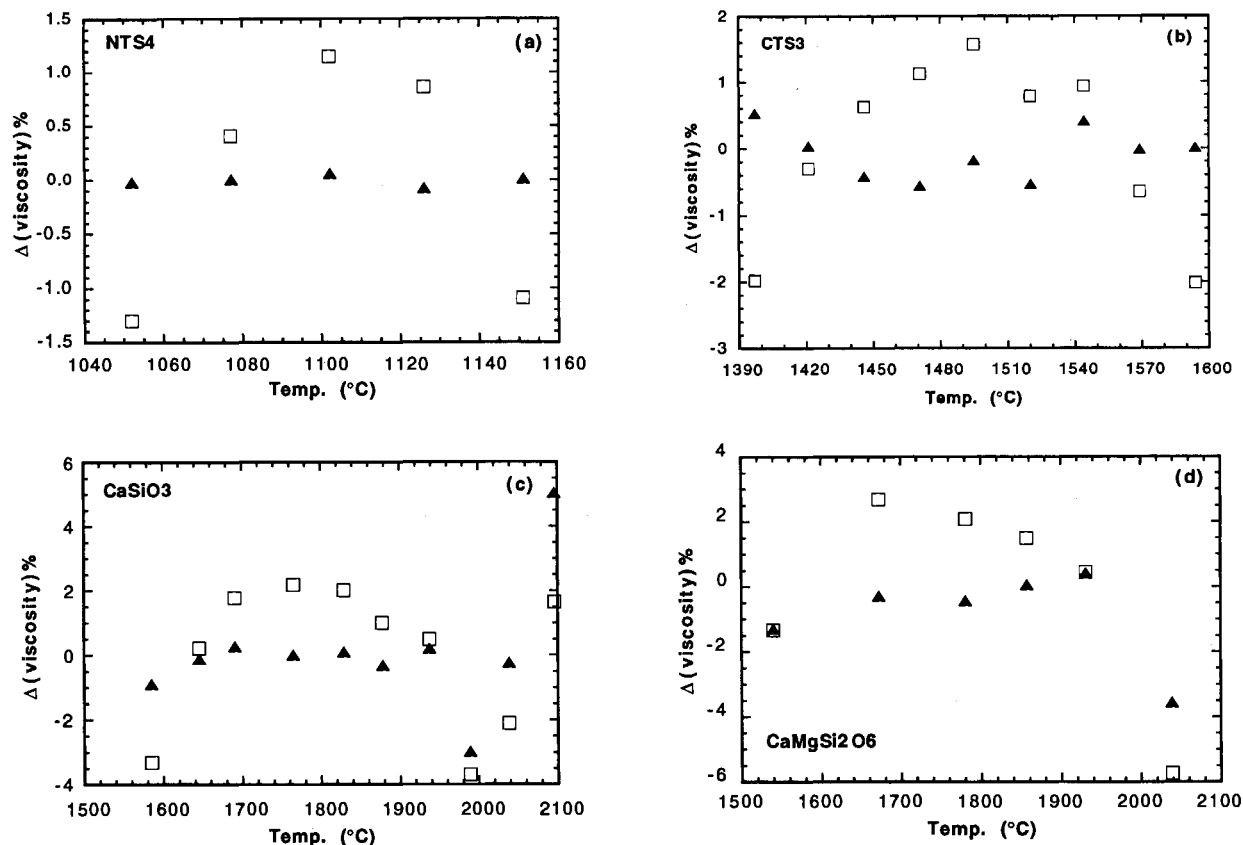 NTS4
(a)
Δ(viscosity)%
1.5
1.0
0.5
0.0
-0.5
-1.0
-1.5
1040 1060 1080 1100 1120 1140 1160
Temp. (°C)
CTS3
(b)
Δ(viscosity)%
2
1
0
-1
-2
-3
1390 1420 1450 1480 1510 1540 1570 1600
Temp. (°C)
CaSiO3
(c)
Δ(viscosity)%
6
4
2
0
-2
-4
1500 1600 1700 1800 1900 2000 2100
Temp. (°C)
(d)
Δ(viscosity)%
4
2
0
-2
-4
-6
CaMgSi2O6
1500 1600 1700 1800 1900 2000 2100
Temp. (°C)